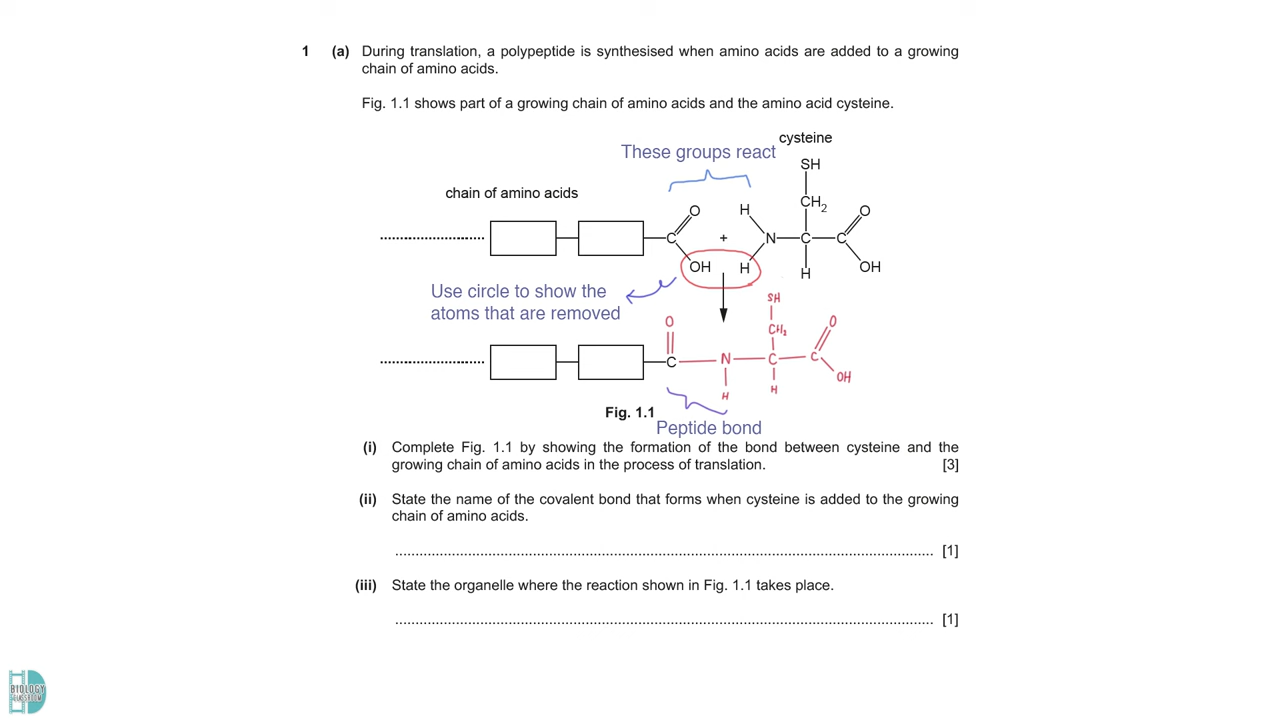 1 (a) During translation, a polypeptide is synthesised when amino acids are added to a growing
chain of amino acids.
Fig. 1.1 shows part of a growing chain of amino acids and the amino acid cysteine.
cysteine
These groups react
SH
chain of amino acids
CH2
O H O
C + N C C
OH H H OH
Use circle to show the
atoms that are removed
SH
O CH2 O
C N C C
H H OH
Fig. 1.1
Peptide bond
(i) Complete Fig. 1.1 by showing the formation of the bond between cysteine and the
growing chain of amino acids in the process of translation. [3]
(ii) State the name of the covalent bond that forms when cysteine is added to the growing
chain of amino acids.
[1]
(iii) State the organelle where the reaction shown in Fig. 1.1 takes place.
[1]
BIOLOGY
CLASSROOM